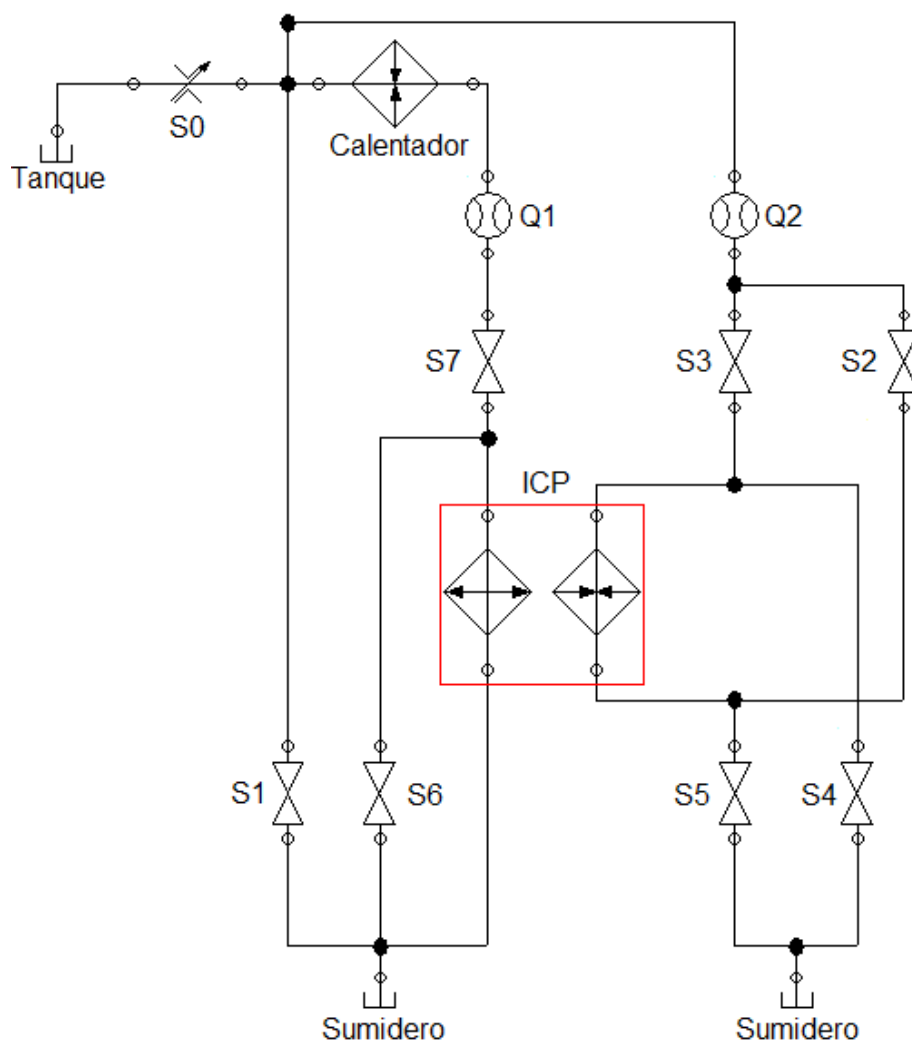 S0
Calentador
Tanque
Q1
Q2
S7
S3
S2
ICP
S1
S6
S5
S4
Sumidero
Sumidero